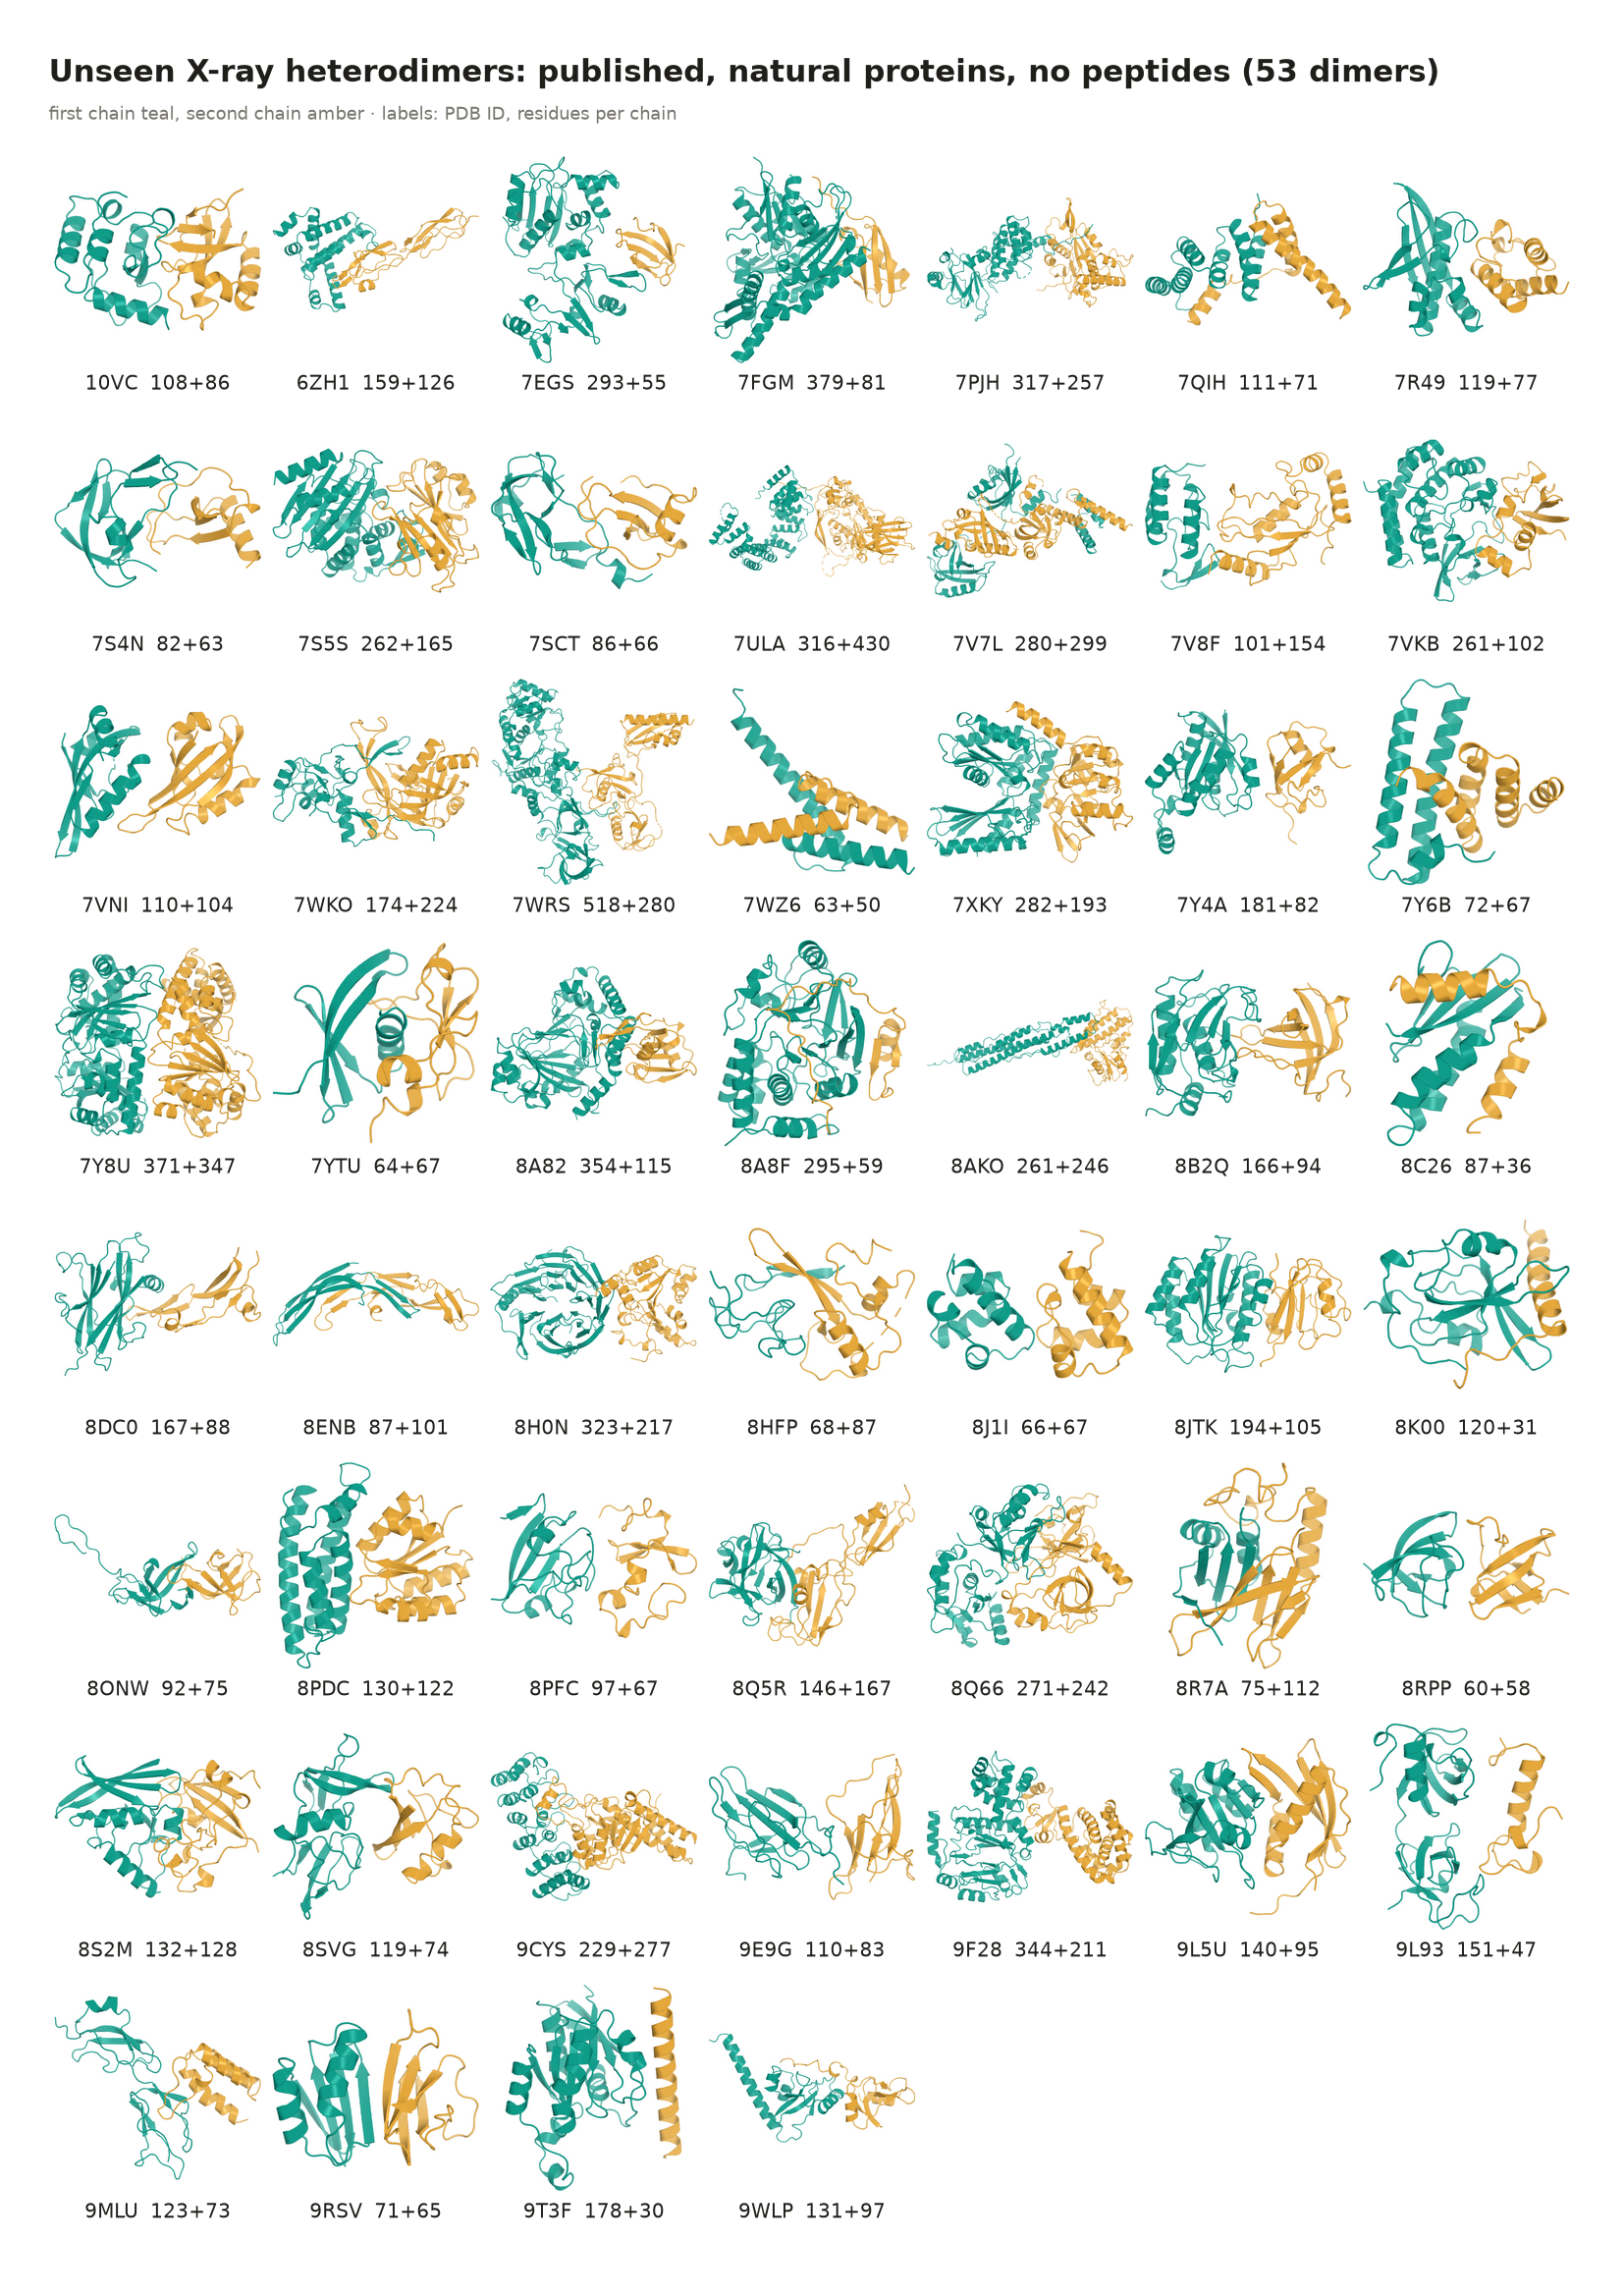 Unseen X-ray heterodimers: published, natural proteins, no peptides (53 dimers)
first chain teal, second chain amber · labels: PDB ID, residues per chain
10VC 108+86
6ZH1 159+126
7EGS 293+55
7FGM 379+81
7PJH 317+257
7QIH 111+71
7R49 119+77
7S4N 82+63
7S5S 262+165
7SCT 86+66
7ULA 316+430
7V7L 280+299
7V8F 101+154
7VKB 261+102
7VNI 110+104
7WKO 174+224
7WRS 518+280
7WZ6 63+50
7XKY 282+193
7Y4A 181+82
7Y6B 72+67
7Y8U 371+347
7YTU 64+67
8A82 354+115
8A8F 295+59
8AKO 261+246
8B2Q 166+94
8C26 87+36
8DC0 167+88
8ENB 87+101
8H0N 323+217
8HFP 68+87
8J1I 66+67
8JTK 194+105
8K00 120+31
8ONW 92+75
8PDC 130+122
8PFC 97+67
8Q5R 146+167
8Q66 271+242
8R7A 75+112
8RPP 60+58
8S2M 132+128
8SVG 119+74
9CYS 229+277
9E9G 110+83
9F28 344+211
9L5U 140+95
9L93 151+47
9MLU 123+73
9RSV 71+65
9T3F 178+30
9WLP 131+97